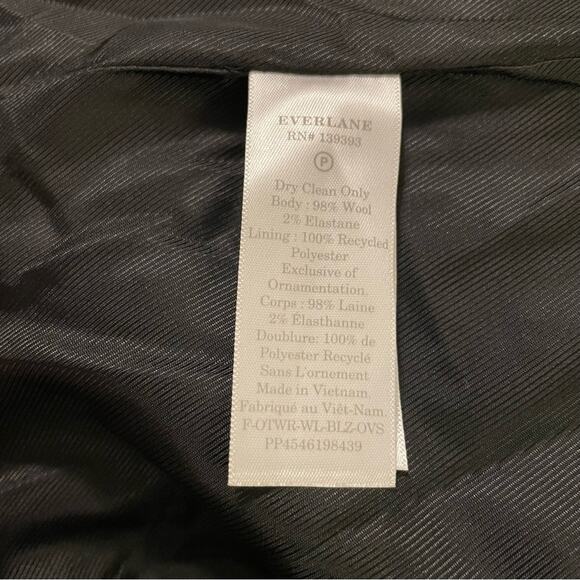 EVERLANE
RN# 139393
P
Dry Clean Only
Body : 98% Wool
2% Elastane
Lining : 100% Recycled
Polyester
Exclusive of
Ornamentation.
Corps : 98% Laine
2% Élasthanne
Doublure: 100% de
Polyester Recyclé
Sans L'ornement
Made in Vietnam.
Fabriqué au Viêt-Nam.
F-OTWR-WL-BLZ-OVS
PP4546198439